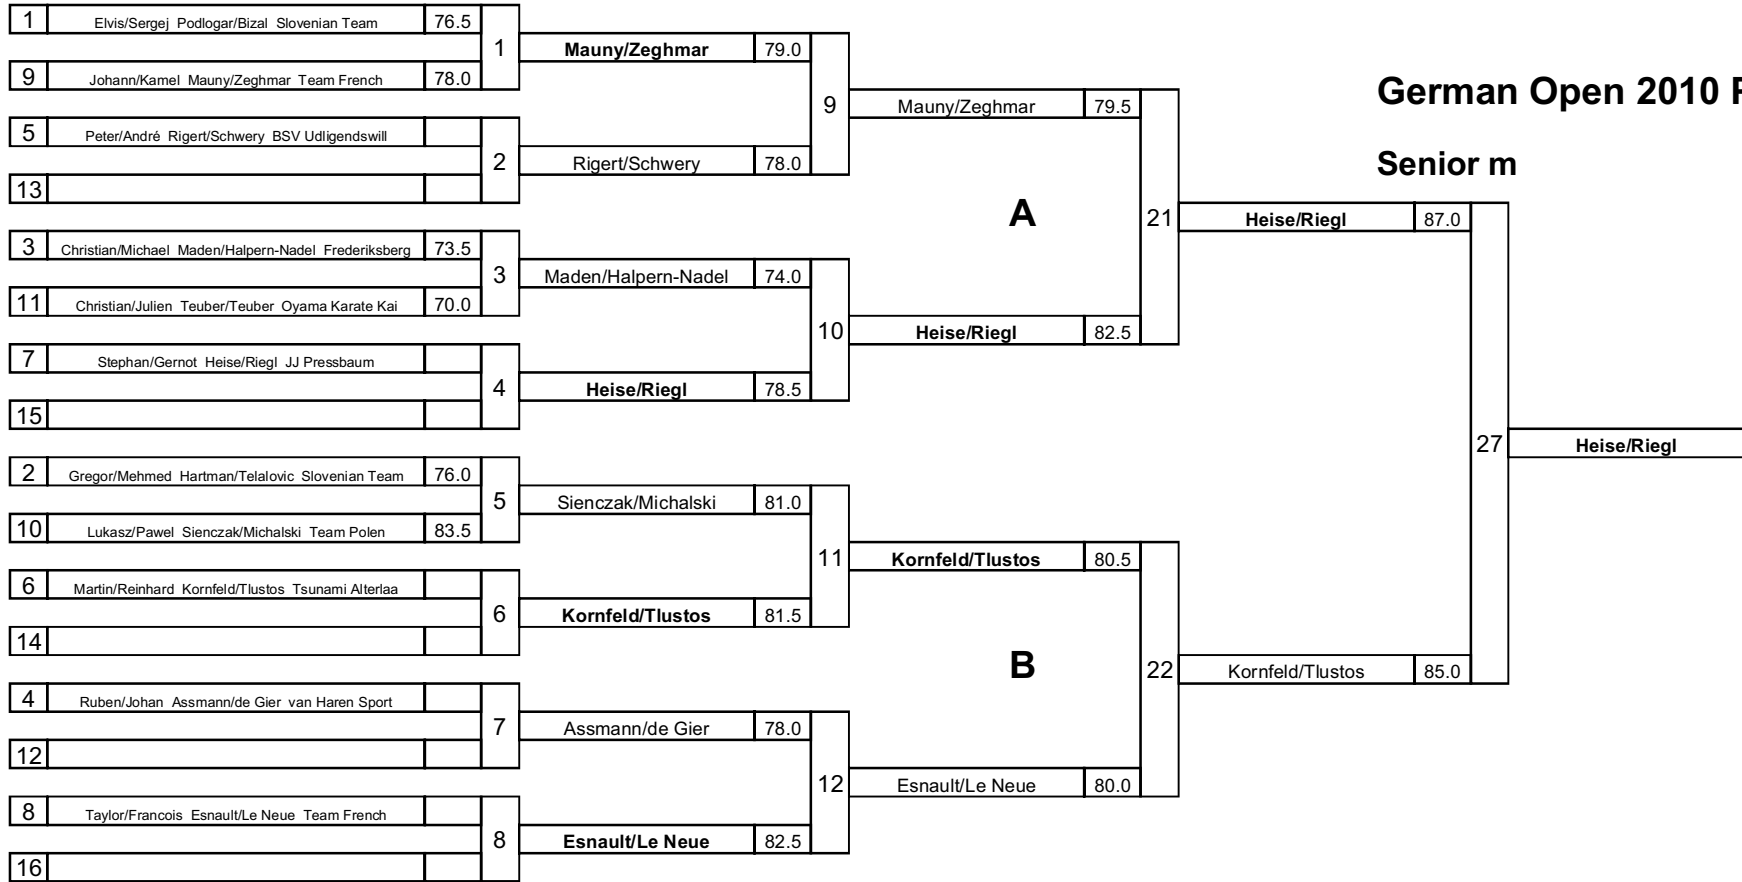 1 Elvis/Sergej Podlogar/Bizal Slovenian Team 76.5
1 Mauny/Zeghmar 79.0
9 Johann/Kamel Mauny/Zeghmar Team French 78.0
9 Mauny/Zeghmar 79.5
German Open 2010
5 Peter/André Rigert/Schwery BSV Udligendswill
2 Rigert/Schwery 78.0
Senior m
13
A
21 Heise/Riegl 87.0
3 Christian/Michael Maden/Halpern-Nadel Frederiksberg 73.5
3 Maden/Halpern-Nadel 74.0
11 Christian/Julien Teuber/Teuber Oyama Karate Kai 70.0
10 Heise/Riegl 82.5
7 Stephan/Gernot Heise/Riegl JJ Pressbaum
4 Heise/Riegl 78.5
15
27 Heise/Riegl
2 Gregor/Mehmed Hartman/Telalovic Slovenian Team 76.0
5 Sienczak/Michalski 81.0
10 Lukasz/Pawel Sienczak/Michalski Team Polen 83.5
11 Kornfeld/Tlustos 80.5
6 Martin/Reinhard Kornfeld/Tlustos Tsunami Alterlaa
6 Kornfeld/Tlustos 81.5
14
B
22 Kornfeld/Tlustos 85.0
4 Ruben/Johan Assmann/de Gier van Haren Sport
7 Assmann/de Gier 78.0
12
12 Esnault/Le Neue 80.0
8 Taylor/Francois Esnault/Le Neue Team French
8 Esnault/Le Neue 82.5
16